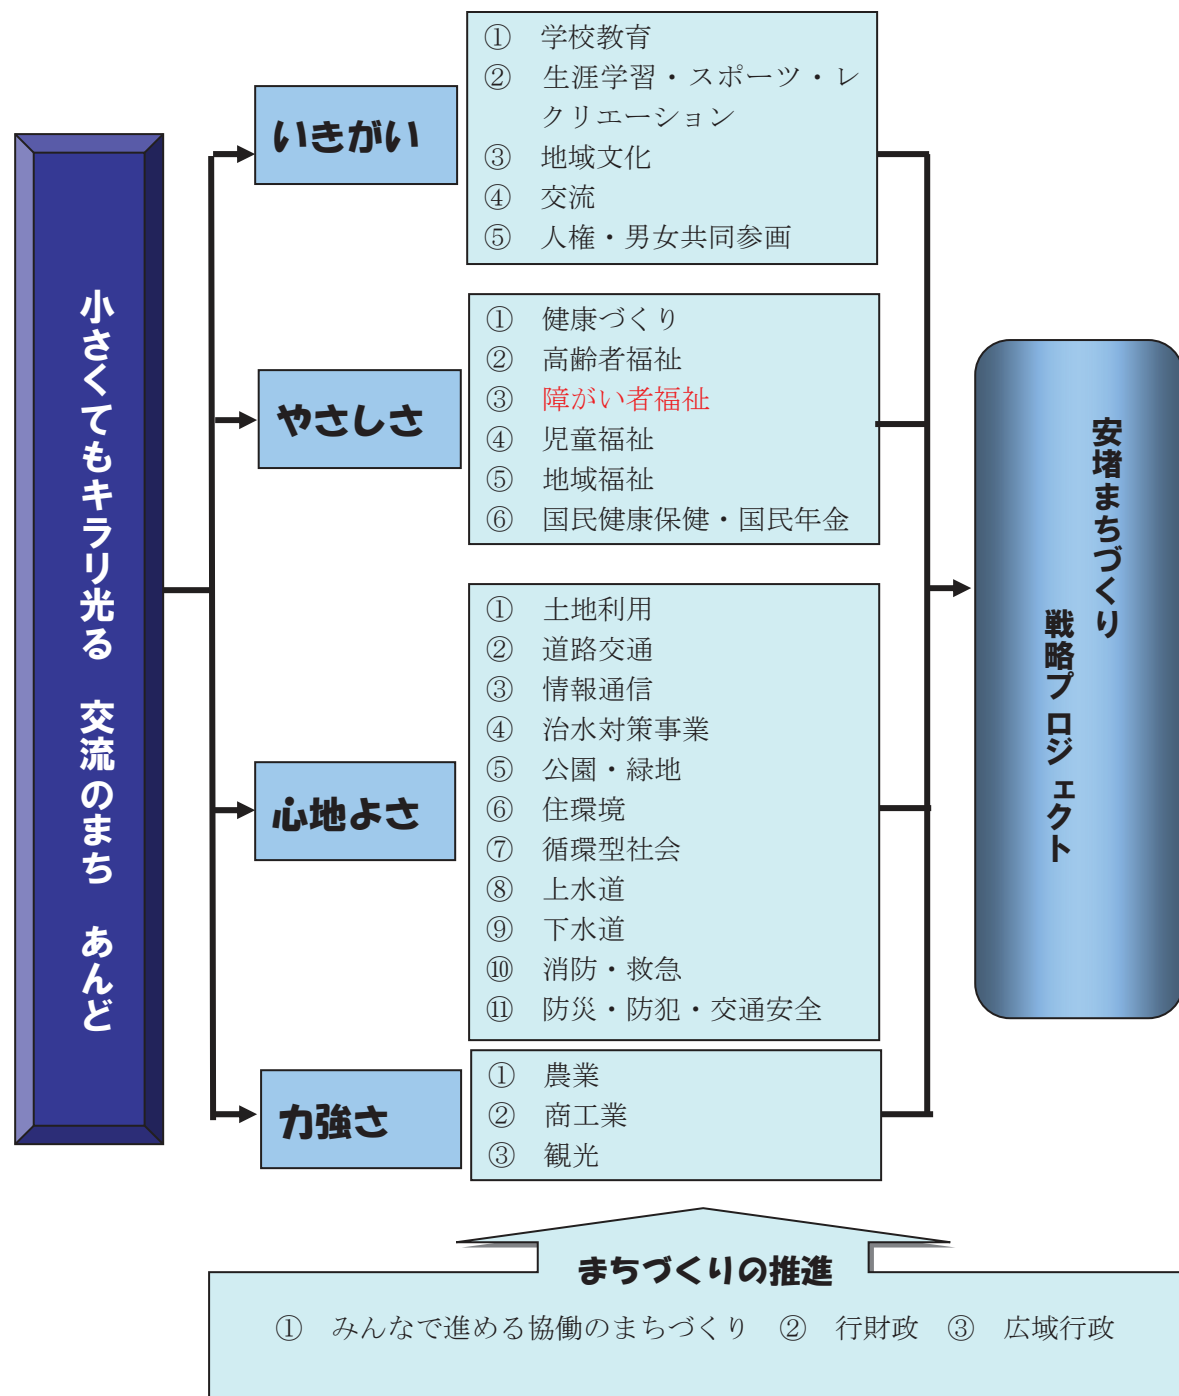 小さくてもキラリ光る　交流のまち　あんど
いきがい
①　学校教育
②　生涯学習・スポーツ・レ
クリエーション
③　地域文化
④　交流
⑤　人権・男女共同参画
やさしさ
①　健康づくり
②　高齢者福祉
③　障がい者福祉
④　児童福祉
⑤　地域福祉
⑥　国民健康保健・国民年金
心地よさ
①　土地利用
②　道路交通
③　情報通信
④　治水対策事業
⑤　公園・緑地
⑥　住環境
⑦　循環型社会
⑧　上水道
⑨　下水道
⑩　消防・救急
⑪　防災・防犯・交通安全
力強さ
①　農業
②　商工業
③　観光
安堵まちづくり
戦略プロジェクト
まちづくりの推進
①　みんなで進める協働のまちづくり　②　行財政　③　広域行政